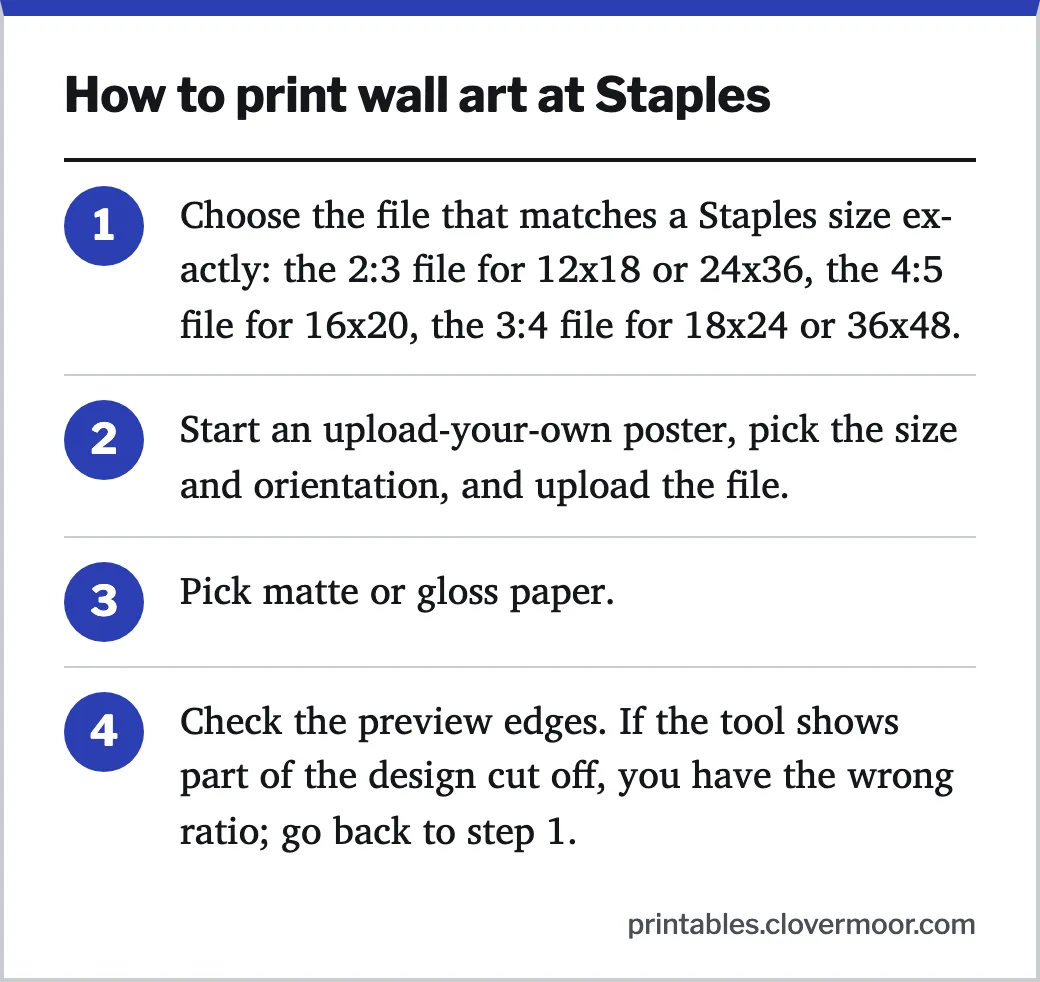 How to print wall art at Staples
1
Choose the file that matches a Staples size ex-
actly: the 2:3 file for 12x18 or 24x36, the 4:5
file for 16x20, the 3:4 file for 18x24 or 36x48.
2
Start an upload-your-own poster, pick the size
and orientation, and upload the file.
3
Pick matte or gloss paper.
4
Check the preview edges. If the tool shows
part of the design cut off, you have the wrong
ratio; go back to step 1.
printables.clovermoor.com